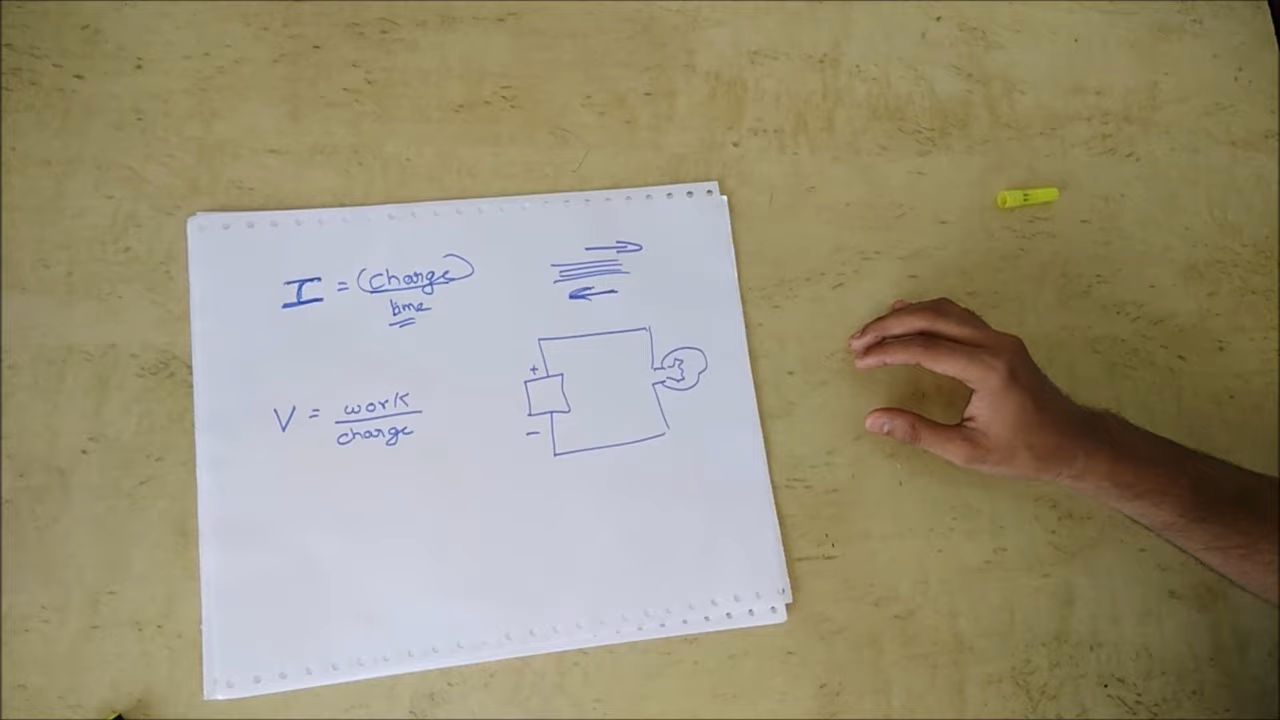 I = (charge)
time
+
V = work
charge
-